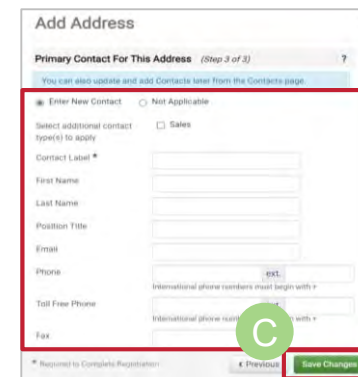 Add Address
Primary Contact For This Address (Step 3 of 3) ?
You can also update and add Contacts later from the Contacts page.
Enter New Contact Not Applicable
Select additional contact type(s) to apply Sales
Contact Label *
First Name
Last Name
Position Title
Email
Phone ext.
International phone numbers must begin with +
Toll Free Phone
International phone with +
Fax
C
* Required to Complete Registration Previous Save Changes